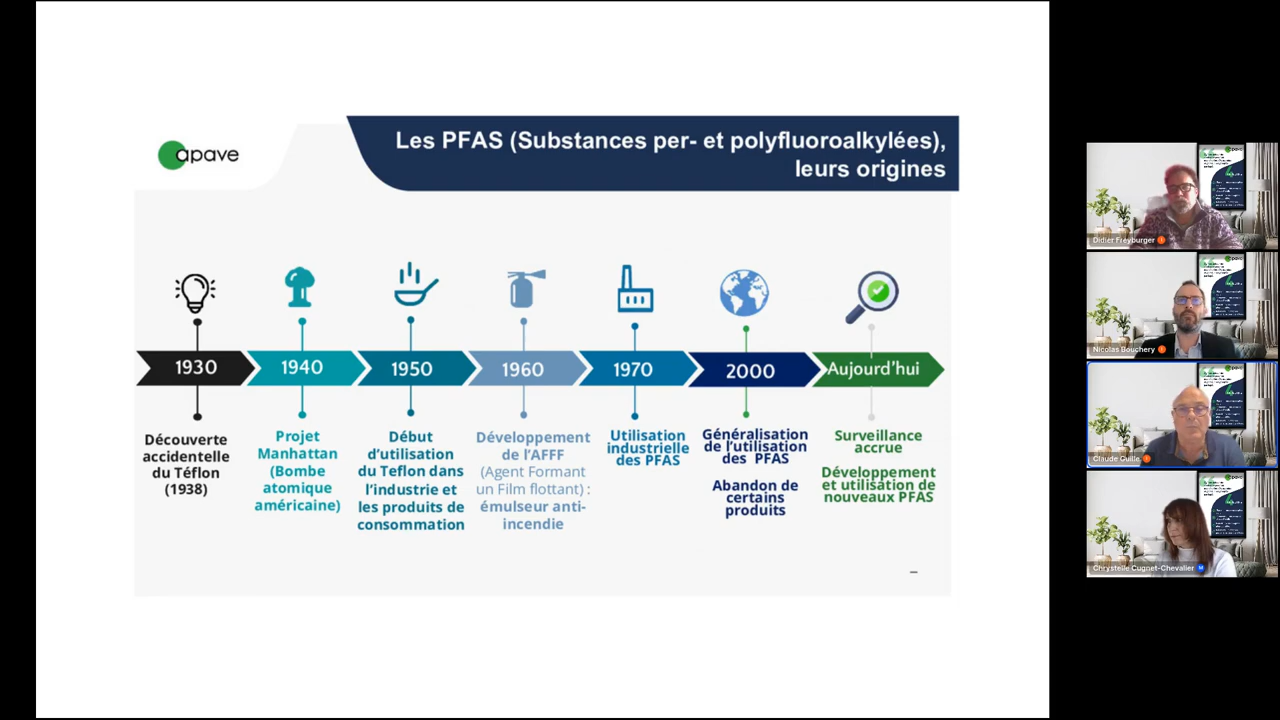 apave
Les PFAS (Substances per- et polyfluoroalkylées),
leurs origines
1930
1940
1950
1960
1970
2000
Aujourd’hui
Découverte
accidentelle
du Téflon
(1938)
Projet
Manhattan
(Bombe
atomique
américaine)
Début
d’utilisation
du Teflon dans
l’industrie et
les produits de
consommation
Développement
de l’AFFF
(Agent Formant
un Film flottant) :
émulseur anti-
incendie
Utilisation
industrielle
des PFAS
Généralisation
de l’utilisation
des PFAS
Abandon de
certains
produits
Surveillance
accrue
Développement
et utilisation de
nouveaux PFAS
Didier Freyburger
Nicolas Bouchery
Claude Guille
Chrystelle Cugnet-Chevalier